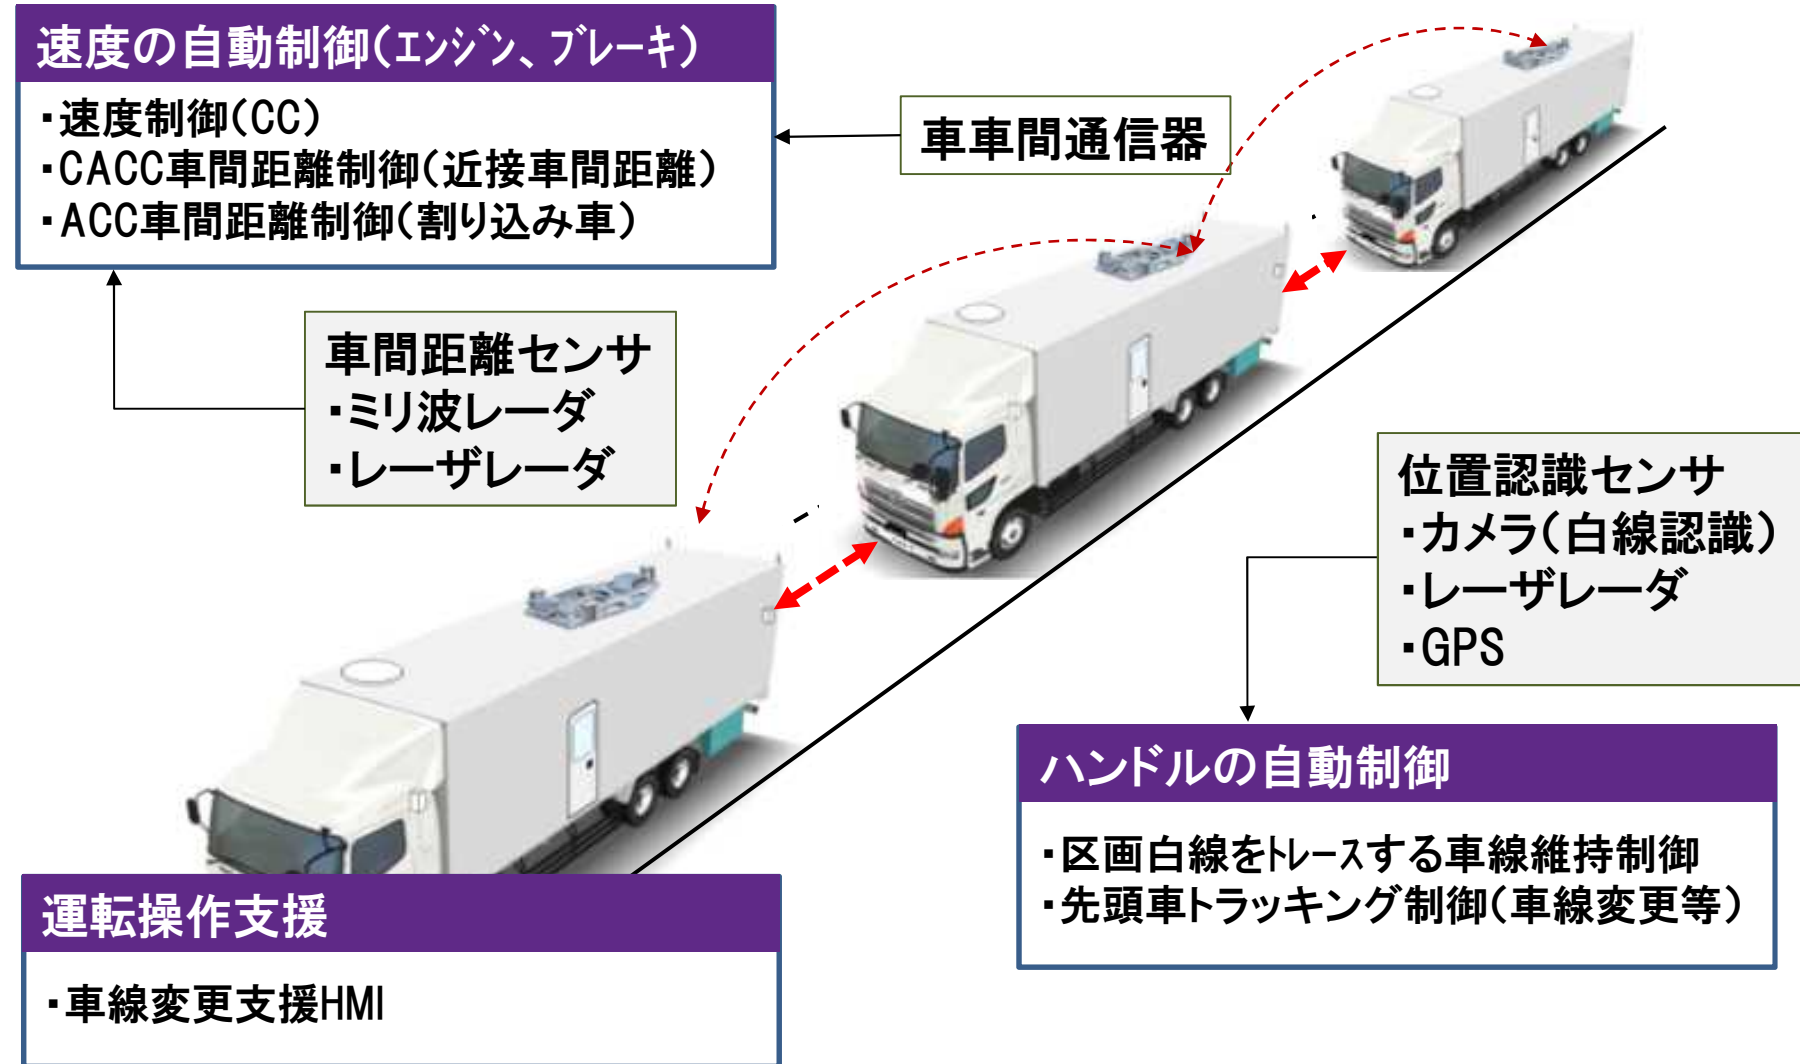 速度の自動制御(ｴﾝｼﾞﾝ、ﾌﾞﾚｰｷ)
・速度制御(CC)
・CACC車間距離制御(近接車間距離)
・ACC車間距離制御(割り込み車)
車車間通信器
車間距離センサ
・ミリ波レーダ
・レーザレーダ
位置認識センサ
・カメラ(白線認識)
・レーザレーダ
・GPS
ハンドルの自動制御
・区画白線をﾄﾚｰｽする車線維持制御
・先頭車トラッキング制御(車線変更等)
運転操作支援
・車線変更支援HMI